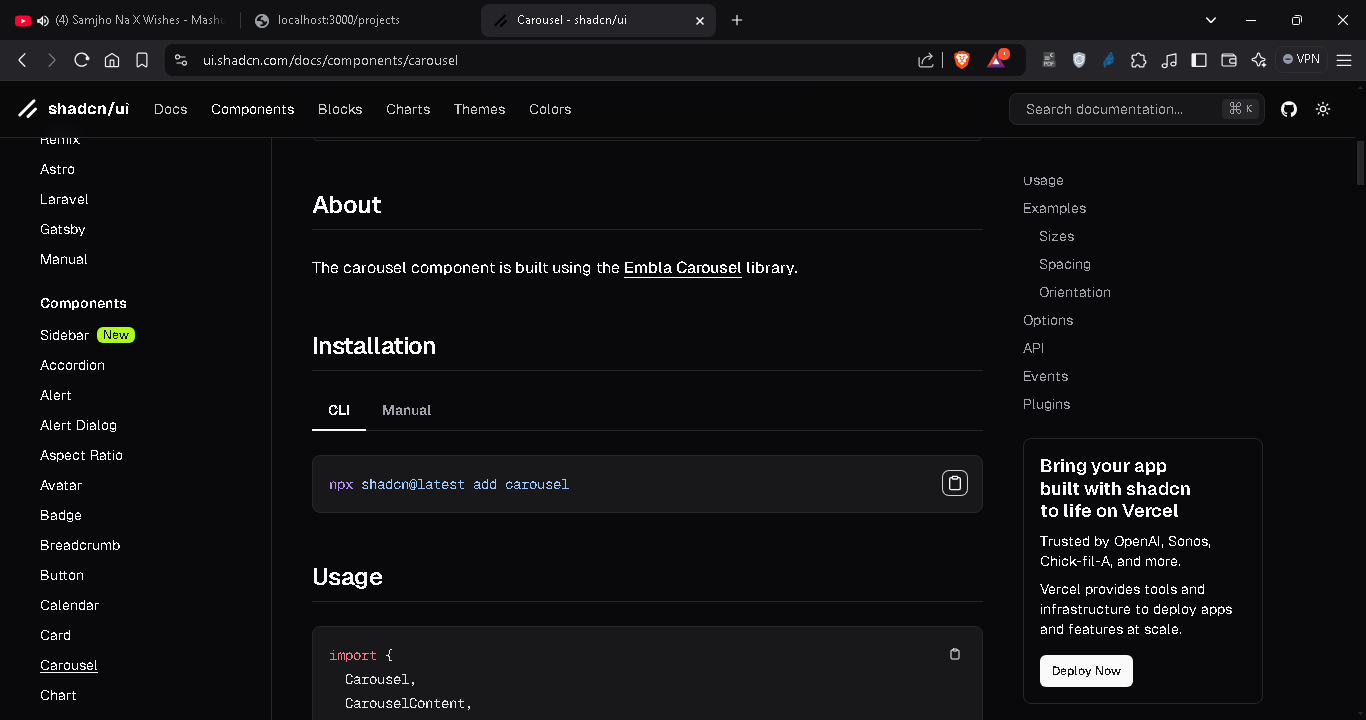 (4) Samjho Na X Wishes - Mashu
localhost:3000/projects
Carousel - shadcn/ui
ui.shadcn.com/docs/components/carousel
VPN
shadcn/ui
Docs
Components
Blocks
Charts
Themes
Colors
Search documentation...
⌘ K
Remix
Astro
Laravel
Gatsby
Manual
Components
Sidebar New
Accordion
Alert
Alert Dialog
Aspect Ratio
Avatar
Badge
Breadcrumb
Button
Calendar
Card
Carousel
Chart
About
The carousel component is built using the Embla Carousel library.
Installation
CLI
Manual
npx shadcn@latest add carousel
Usage
import {
Carousel,
CarouselContent,
Usage
Examples
Sizes
Spacing
Orientation
Options
API
Events
Plugins
Bring your app
built with shadcn
to life on Vercel
Trusted by OpenAI, Sonos,
Chick-fil-A, and more.
Vercel provides tools and
infrastructure to deploy apps
and features at scale.
Deploy Now